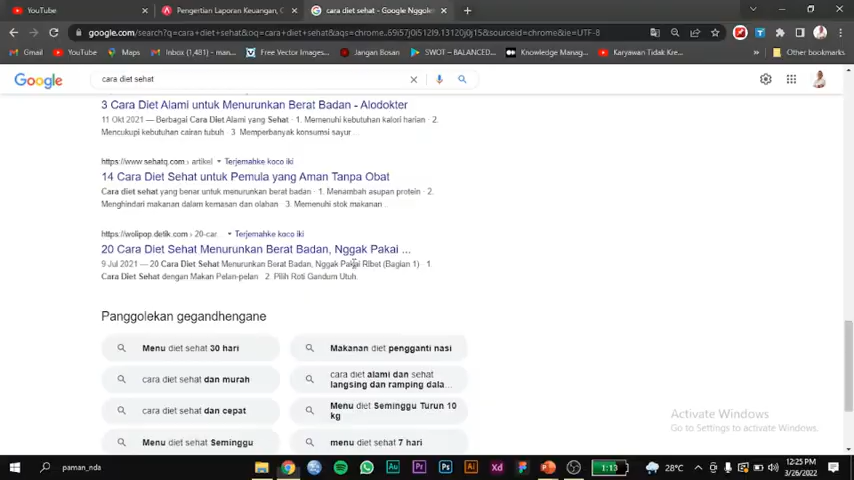 YouTube
Pengertian Laporan Keuangan, C
cara diet sehat - Google Nggolek
google.com/search?q=cara+diet+sehat&oq=cara+diet+sehat&aqs=chrome..69i57j0i512l9.13120j0j15&sourceid=chrome&ie=UTF-8
Gmail
YouTube
Maps
Inbox (1,481) - man...
Free Vector Images...
Jangan Bosan
SWOT – BALANCED...
Knowledge Manag...
Karyawan Tidak Kre...
Other bookmarks
Google
cara diet sehat
3 Cara Diet Alami untuk Menurunkan Berat Badan - Alodokter
11 Okt 2021 — Berbagai Cara Diet Alami yang Sehat · 1. Memenuhi kebutuhan kalori harian · 2.
Mencukupi kebutuhan cairan tubuh · 3. Memperbanyak konsumsi sayur ...
https://www.sehatq.com › artikel
Terjemahke koco iki
14 Cara Diet Sehat untuk Pemula yang Aman Tanpa Obat
Cara diet sehat yang benar untuk menurunkan berat badan · 1. Menambah asupan protein · 2.
Menghindari makanan dalam kemasan dan olahan · 3. Memenuhi stok makanan ...
https://wolipop.detik.com › 20-car...
Terjemahke koco iki
20 Cara Diet Sehat Menurunkan Berat Badan, Nggak Pakai ...
9 Jul 2021 — 20 Cara Diet Sehat Menurunkan Berat Badan, Nggak Pakai Ribet (Bagian 1) · 1.
Cara Diet Sehat dengan Makan Pelan-pelan · 2. Pilih Roti Gandum Utuh.
Panggolekan gegandhengane
Menu diet sehat 30 hari
Makanan diet pengganti nasi
cara diet sehat dan murah
cara diet alami dan sehat
langsing dan ramping dala...
cara diet sehat dan cepat
Menu diet Seminggu Turun 10
kg
Menu diet sehat Seminggu
menu diet sehat 7 hari
Activate Windows
Go to Settings to activate Windows.
paman_nda
Au
Pr
Ps
Ai
Xd
1:13
28°C
12:25 PM
3/26/2022